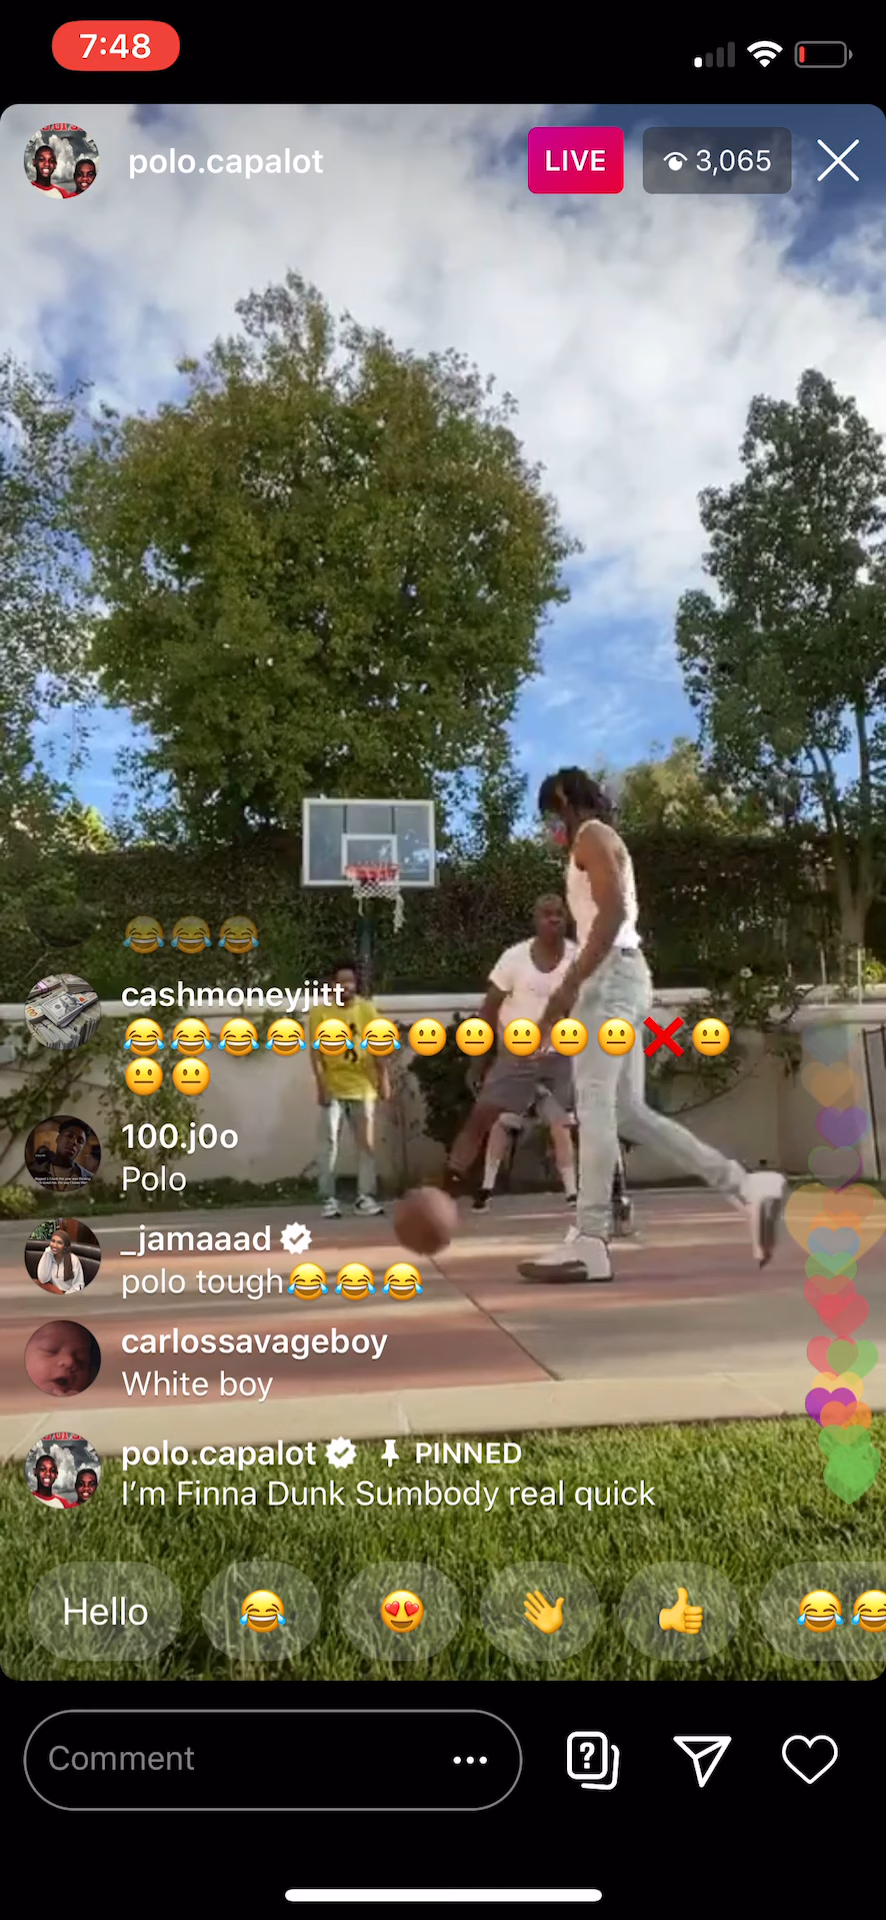 7:48
polo.capalot
LIVE
3,065
😂😂😂
cashmoneyjitt
😂😂😂😂😂😂😐😐😐😐😐❌😐
😐😐
100.j0o
Polo
_jamaaad
polo tough😂😂😂
carlossavageboy
White boy
polo.capalot PINNED
I’m Finna Dunk Sumbody real quick
Hello 😂 😍 👋 👍 😂😂
Comment